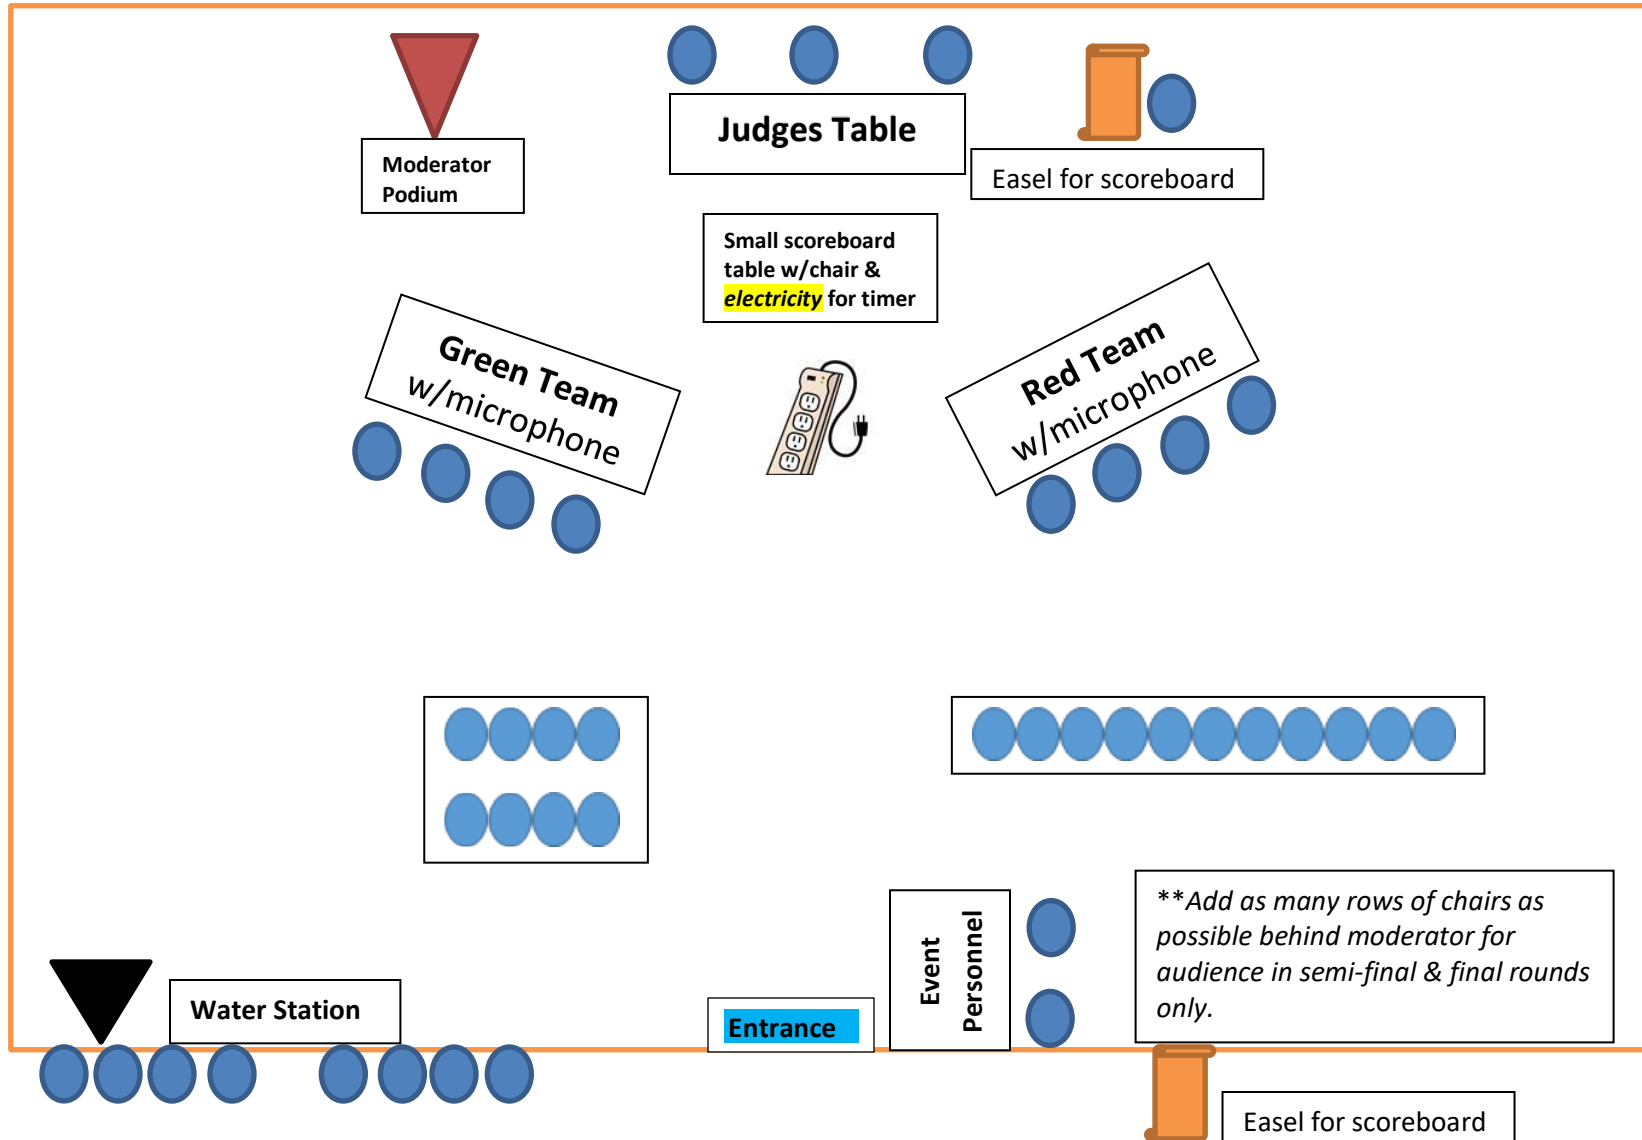 Judges Table
Moderator
Podium
Easel for scoreboard
Small scoreboard
table w/chair &
electricity for timer
Green Team
w/microphone
Red Team
w/microphone
**Add as many rows of chairs as
possible behind moderator for
audience in semi-final & final rounds
only.
Event
Personnel
Water Station
Entrance
Easel for scoreboard